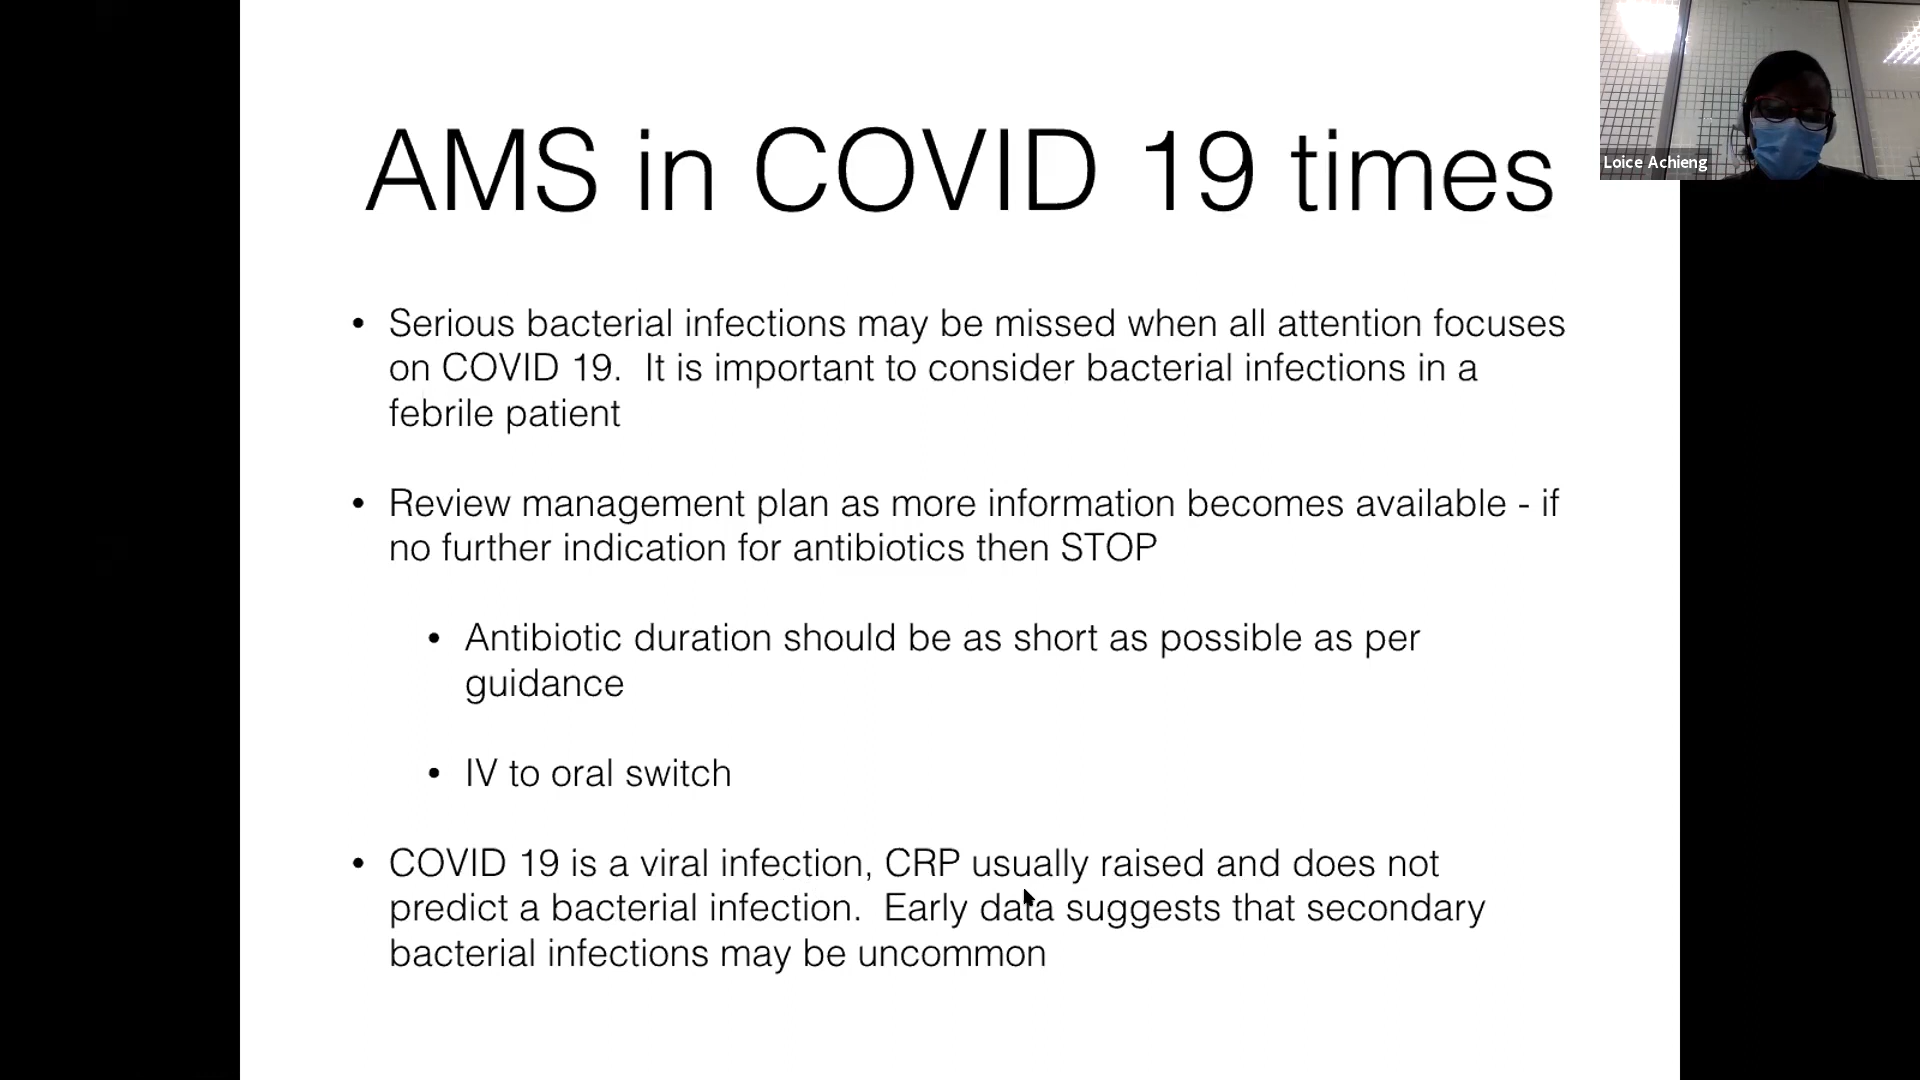 AMS in COVID 19 times
Loice Achieng
• Serious bacterial infections may be missed when all attention focuses
on COVID 19.  It is important to consider bacterial infections in a
febrile patient
• Review management plan as more information becomes available - if
no further indication for antibiotics then STOP
• Antibiotic duration should be as short as possible as per
guidance
• IV to oral switch
• COVID 19 is a viral infection, CRP usually raised and does not
predict a bacterial infection.  Early data suggests that secondary
bacterial infections may be uncommon